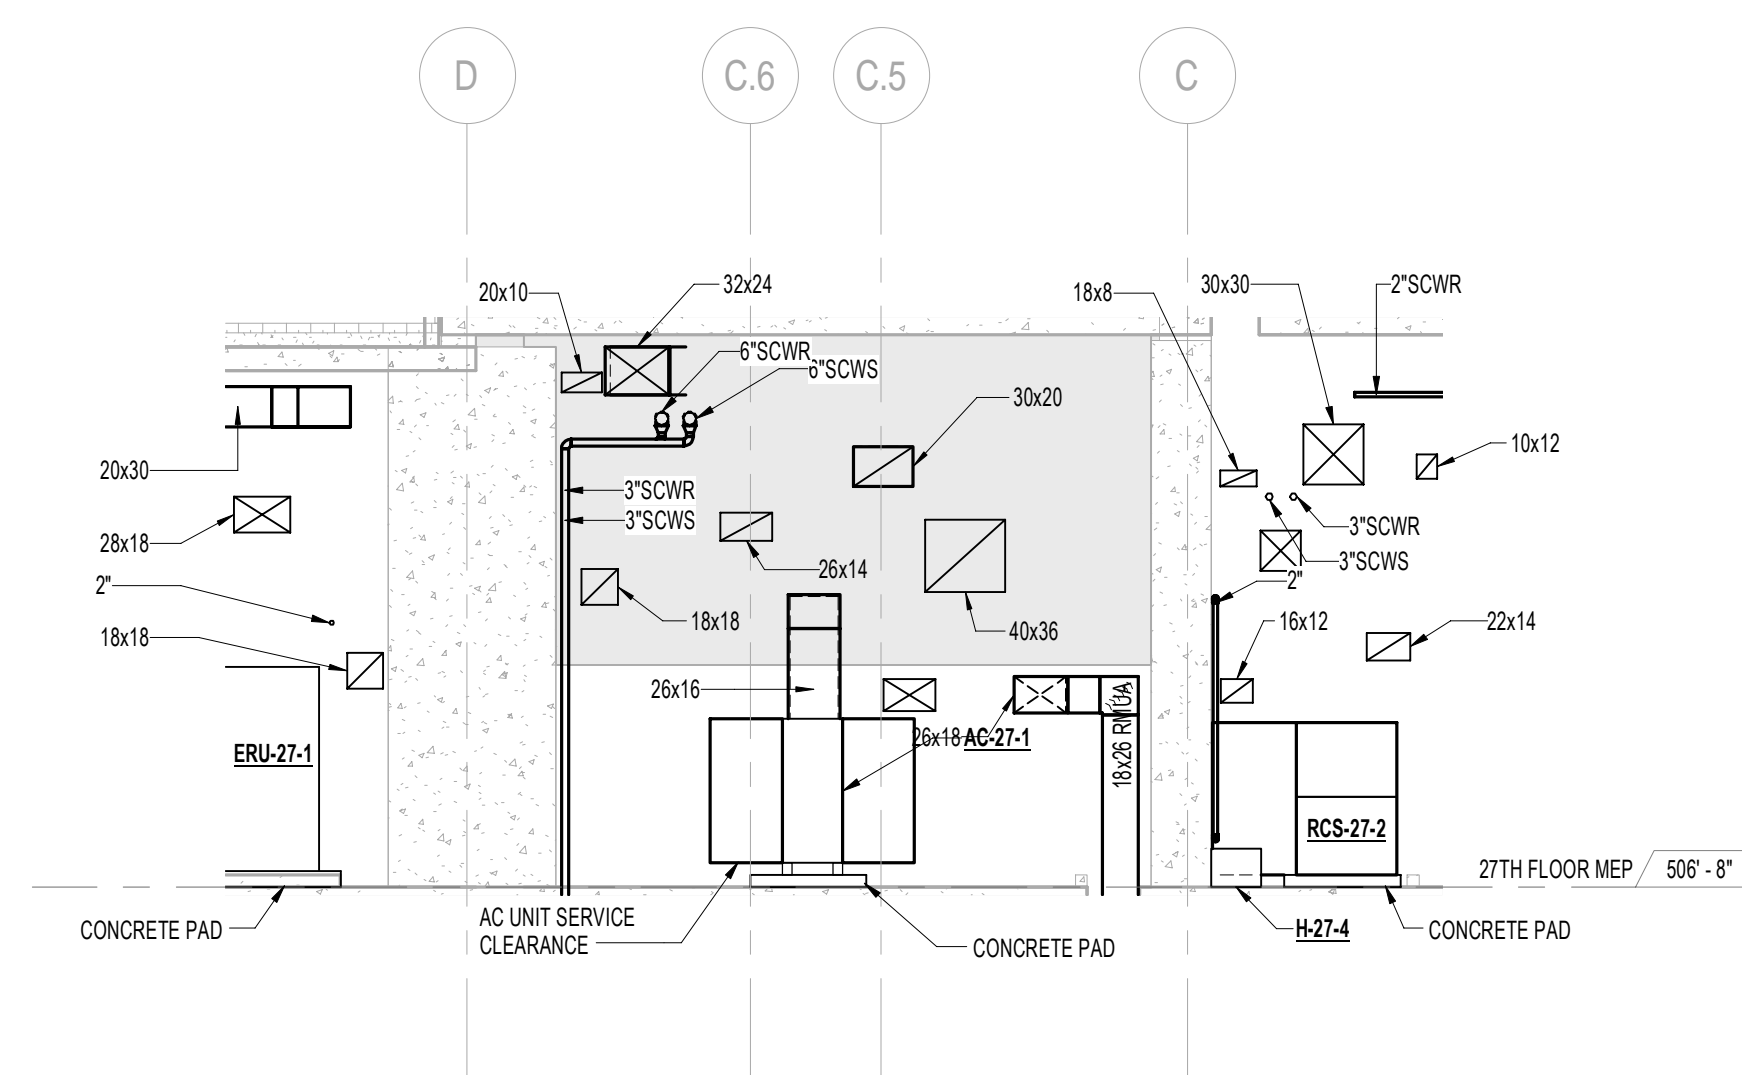 D
C.6
C.5
C
20x10
32x24
18x8
30x30
2"SCWR
6"SCWR
6"SCWS
30x20
10x12
20x30
3"SCWR
3"SCWS
28x18
3"SCWR
26x14
3"SCWS
2"
2"
18x18
18x18
40x36
16x12
22x14
26x16
18x26 RMUA
26x18
AC-27-1
ERU-27-1
RCS-27-2
27TH FLOOR MEP
506' - 8"
CONCRETE PAD
AC UNIT SERVICE
CLEARANCE
CONCRETE PAD
H-27-4
CONCRETE PAD